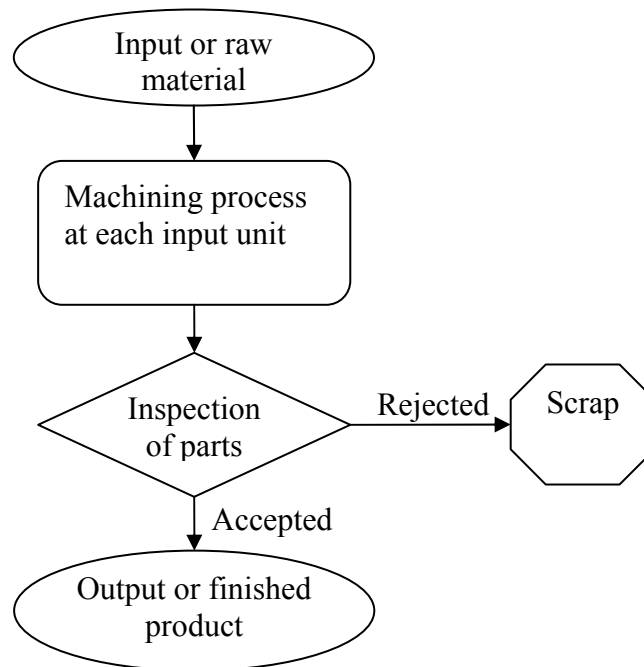 Input or raw
material
Machining process
at each input unit
Inspection
of parts
Rejected
Scrap
Accepted
Output or finished
product